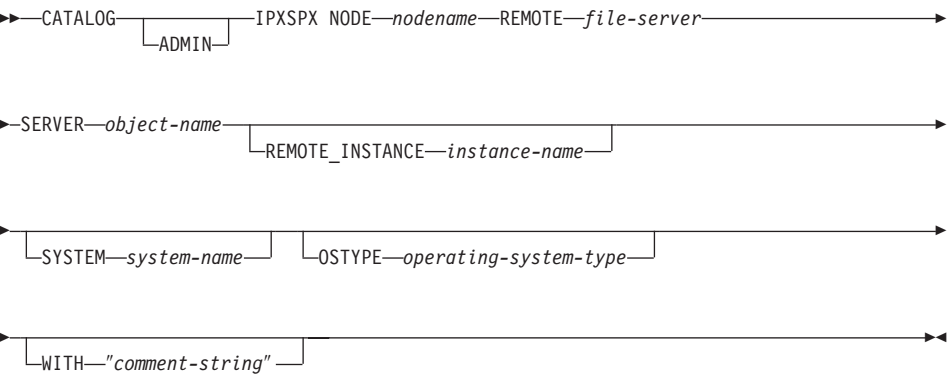 CATALOG IPXSPX NODE nodename REMOTE file-server
ADMIN
SERVER object-name
REMOTE_INSTANCE instance-name
SYSTEM system-name OSTYPE operating-system-type
WITH "comment-string"